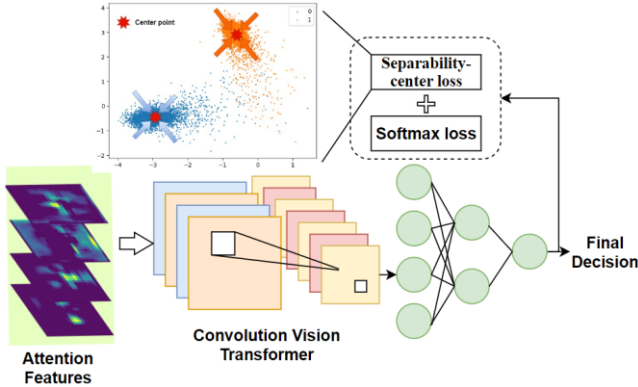 Center point
0
1
4
3
2
1
0
−1
−2
−4
−3
−2
−1
0
1
Separability-
center loss
Softmax loss
Final
Decision
Convolution Vision
Transformer
Attention
Features